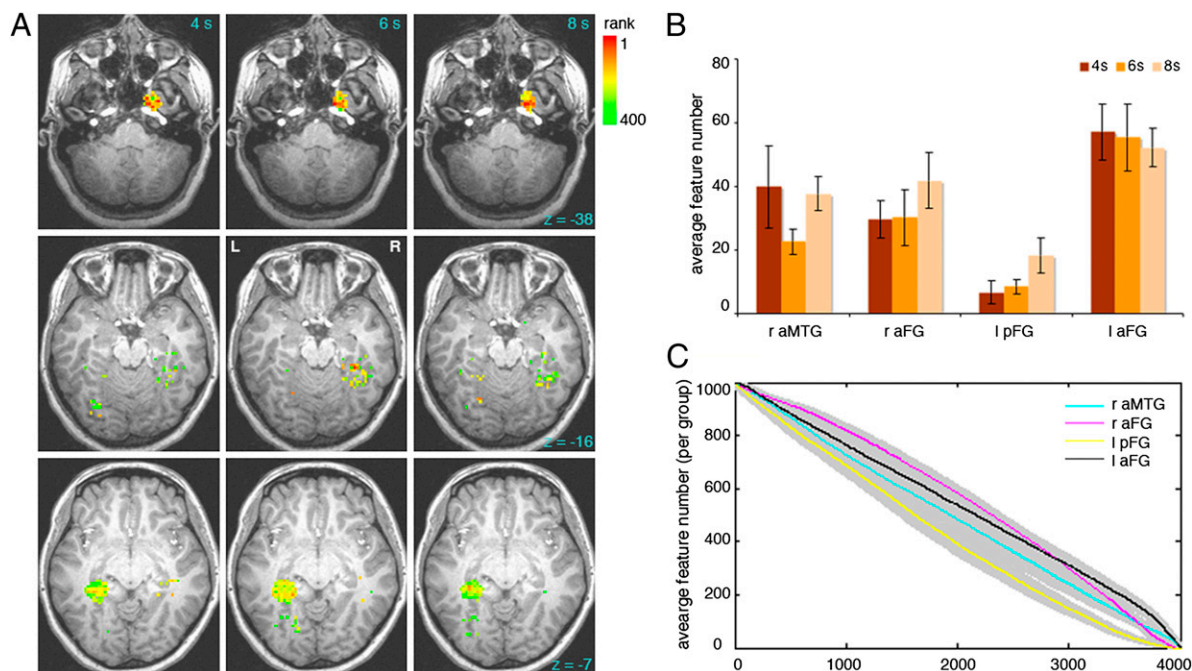 A
4 s
6 s
8 s
rank
1
400
z = -38
L
R
z = -16
z = -7
B
80
60
40
20
0
average feature number
4s
6s
8s
r aMTG
r aFG
l pFG
l aFG
C
1000
800
600
400
200
0
avearge feature number (per group)
r aMTG
r aFG
l pFG
l aFG
0
1000
2000
3000
4000